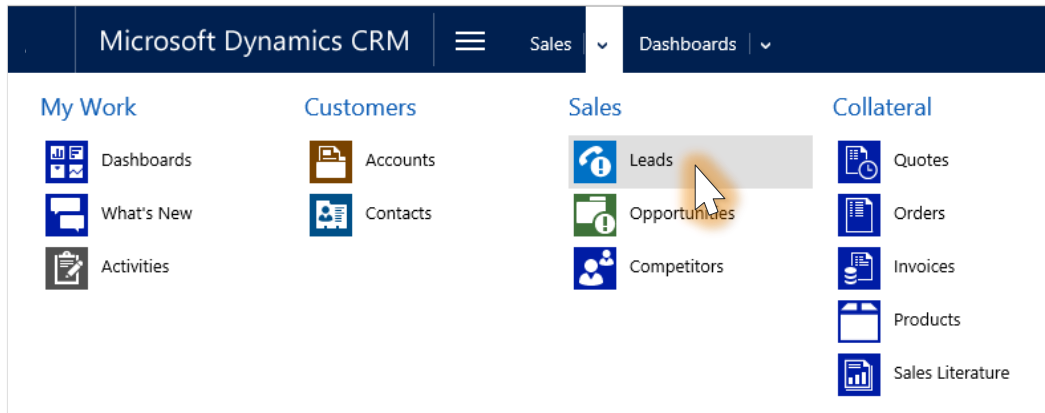 Microsoft Dynamics CRM Sales Dashboards
My Work
Dashboards
What's New
Activities
Customers
Accounts
Contacts
Sales
Leads
Opportunities
Competitors
Collateral
Quotes
Orders
Invoices
Products
Sales Literature